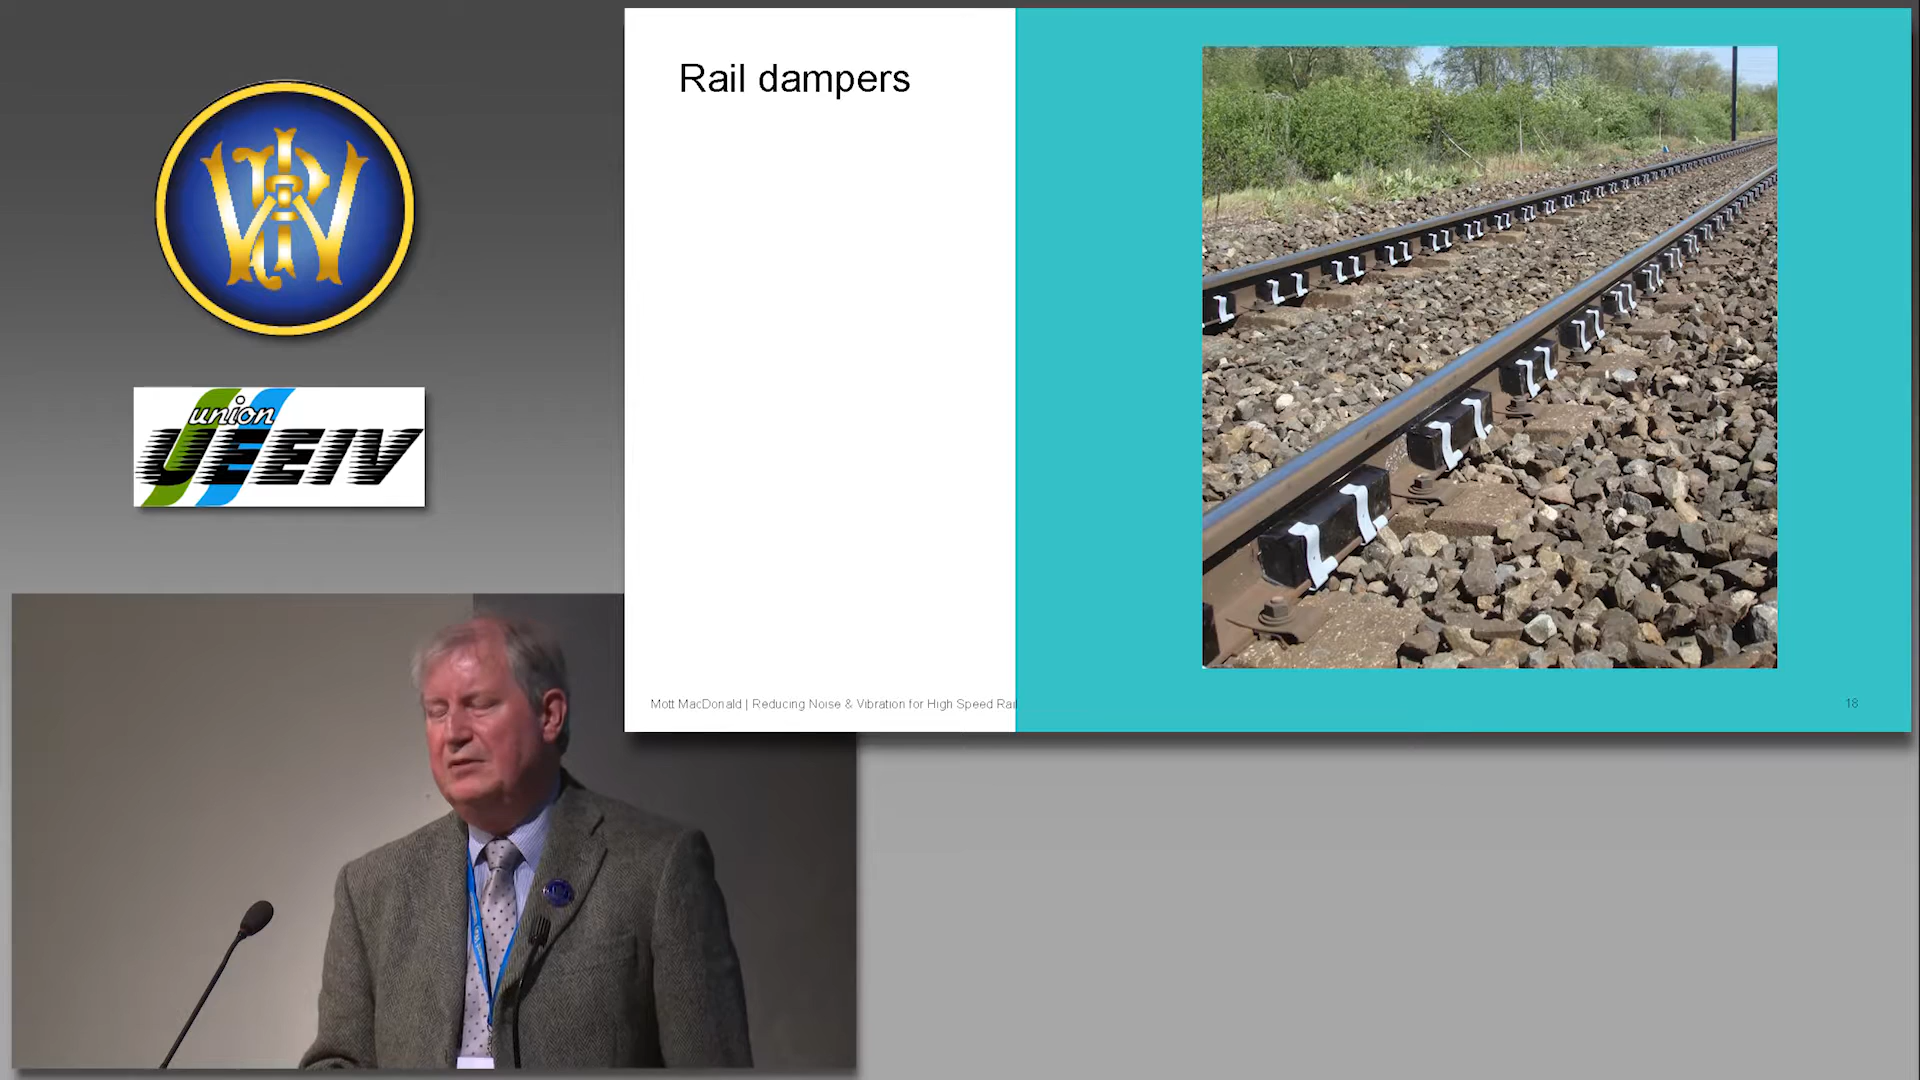 Rail dampers
union
UEEIV
Mott MacDonald | Reducing Noise & Vibration for High Speed Rai
18